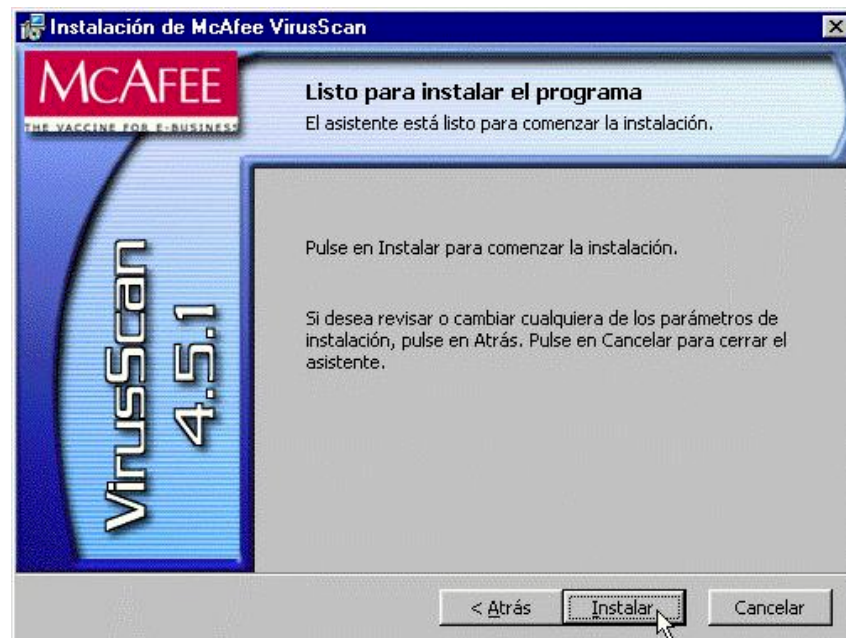 Instalación de McAfee VirusScan
McAFEE
THE VACCINE FOR E-BUSINESS
Listo para instalar el programa
El asistente está listo para comenzar la instalación.
VirusScan
4.5.1
Pulse en Instalar para comenzar la instalación.
Si desea revisar o cambiar cualquiera de los parámetros de
instalación, pulse en Atrás. Pulse en Cancelar para cerrar el
asistente.
< Atrás
Instalar
Cancelar